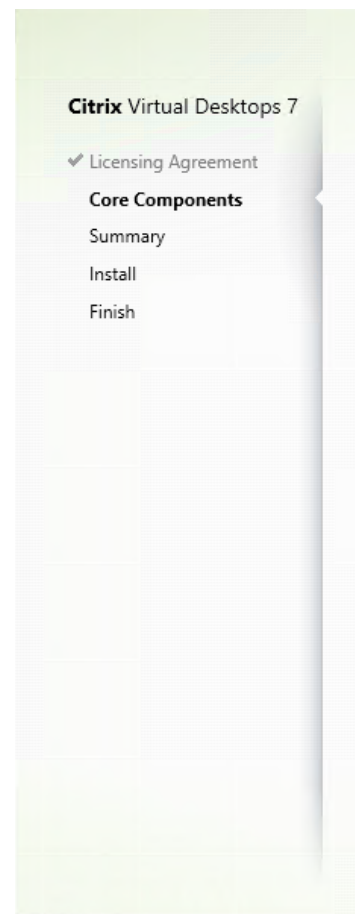 Citrix Virtual Desktops 7
Licensing Agreement
Core Components
Summary
Install
Finish